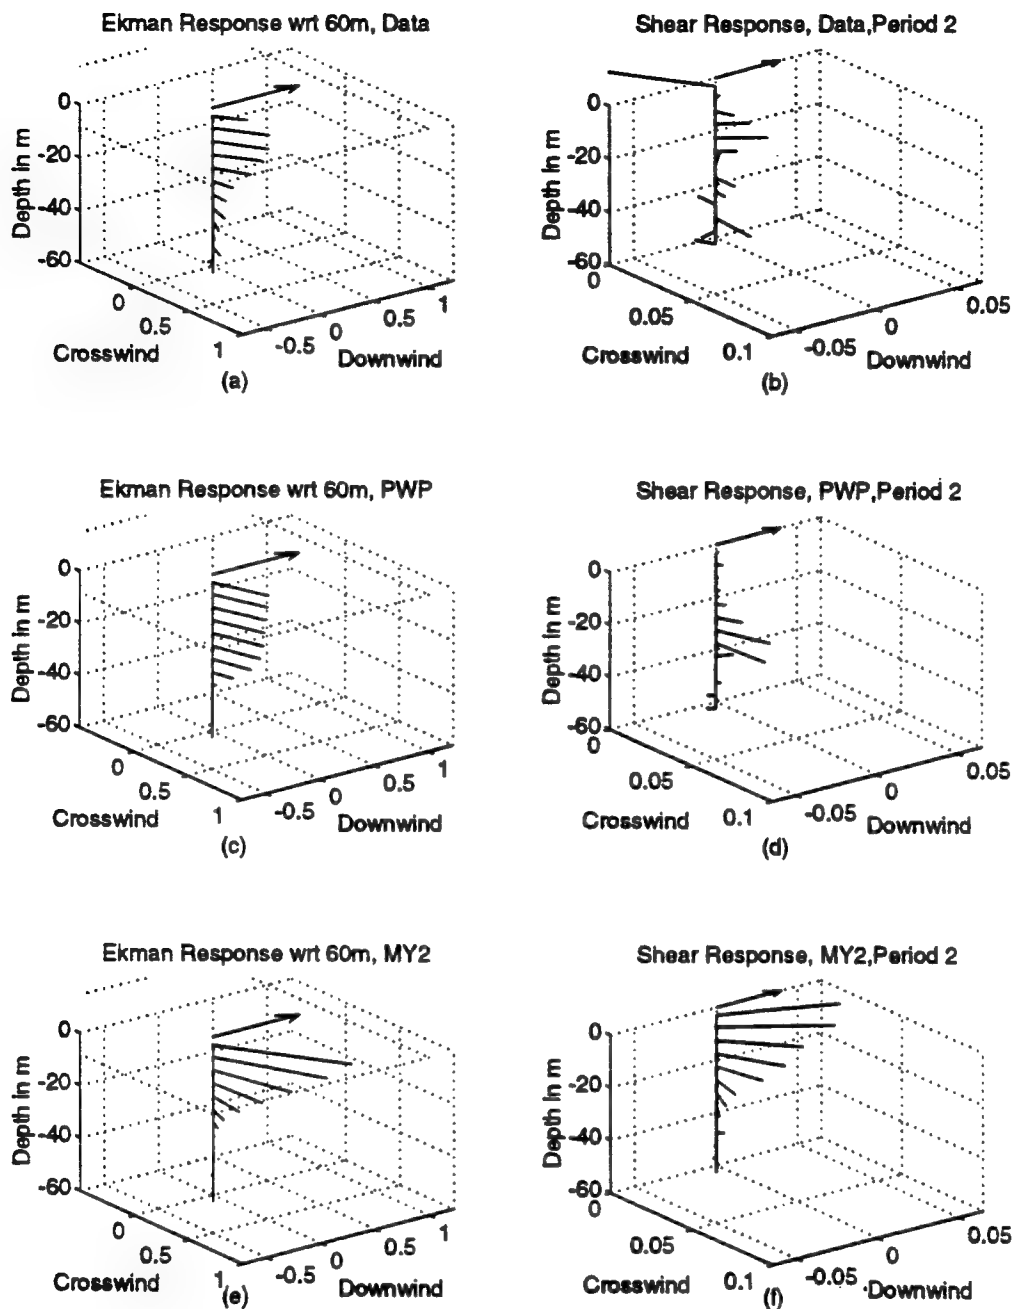 Ekman Response wrt 60m, Data
Depth in m
0
-20
-40
-60
0
0.5
1
Crosswind
-0.5
0
0.5
1
Downwind
(a)
Shear Response, Data,Period 2
Depth in m
0
-20
-40
-60
0
0.05
0.1
Crosswind
-0.05
0
0.05
Downwind
(b)
Ekman Response wrt 60m, PWP
Depth in m
0
-20
-40
-60
0
0.5
1
Crosswind
-0.5
0
0.5
1
Downwind
(c)
Shear Response, PWP,Period 2
Depth in m
0
-20
-40
-60
0
0.05
0.1
Crosswind
-0.05
0
0.05
Downwind
(d)
Ekman Response wrt 60m, MY2
Depth in m
0
-20
-40
-60
0
0.5
1
Crosswind
-0.5
0
0.5
1
Downwind
(e)
Shear Response, MY2,Period 2
Depth in m
0
-20
-40
-60
0
0.05
0.1
Crosswind
-0.05
0
0.05
Downwind
(f)